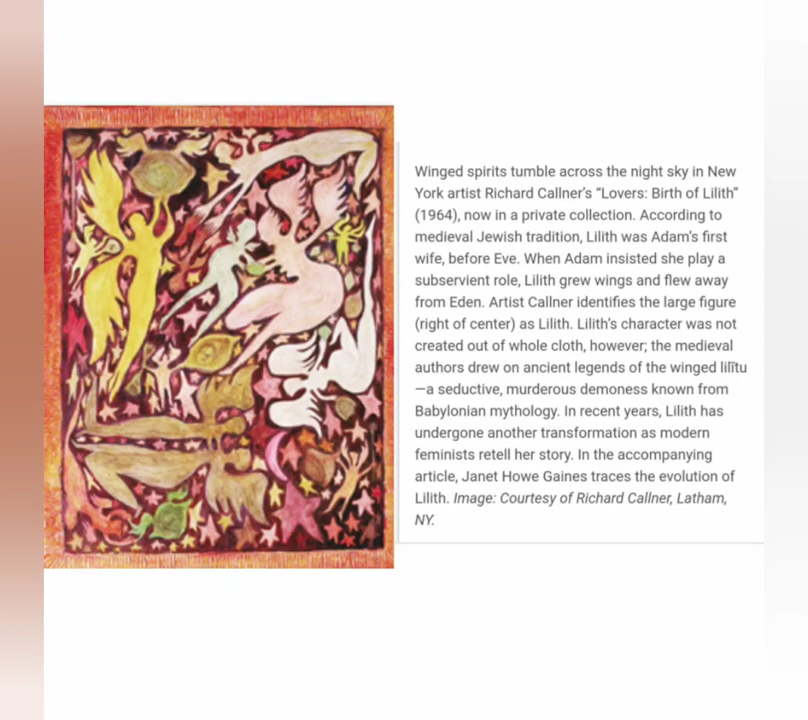 Winged spirits tumble across the night sky in New
York artist Richard Callner’s “Lovers: Birth of Lilith”
(1964), now in a private collection. According to
medieval Jewish tradition, Lilith was Adam’s first
wife, before Eve. When Adam insisted she play a
subservient role, Lilith grew wings and flew away
from Eden. Artist Callner identifies the large figure
(right of center) as Lilith. Lilith’s character was not
created out of whole cloth, however; the medieval
authors drew on ancient legends of the winged lilītu
—a seductive, murderous demoness known from
Babylonian mythology. In recent years, Lilith has
undergone another transformation as modern
feminists retell her story. In the accompanying
article, Janet Howe Gaines traces the evolution of
Lilith. Image: Courtesy of Richard Callner, Latham,
NY.